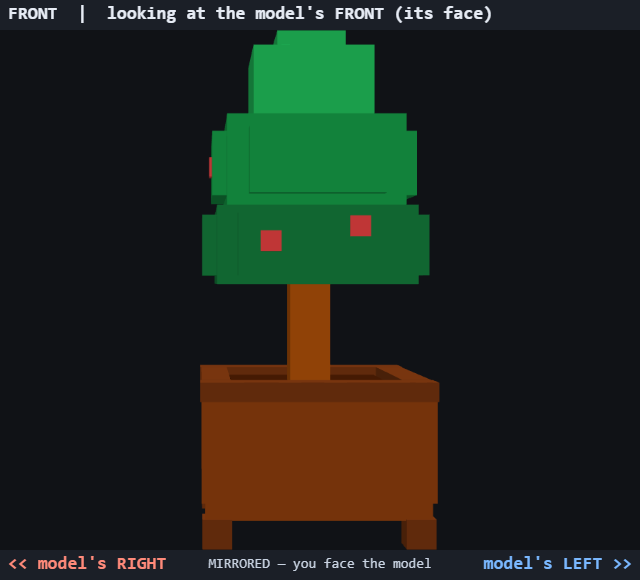 FRONT | looking at the model's FRONT (its face)
<< model's RIGHT MIRRORED – you face the model model's LEFT >>